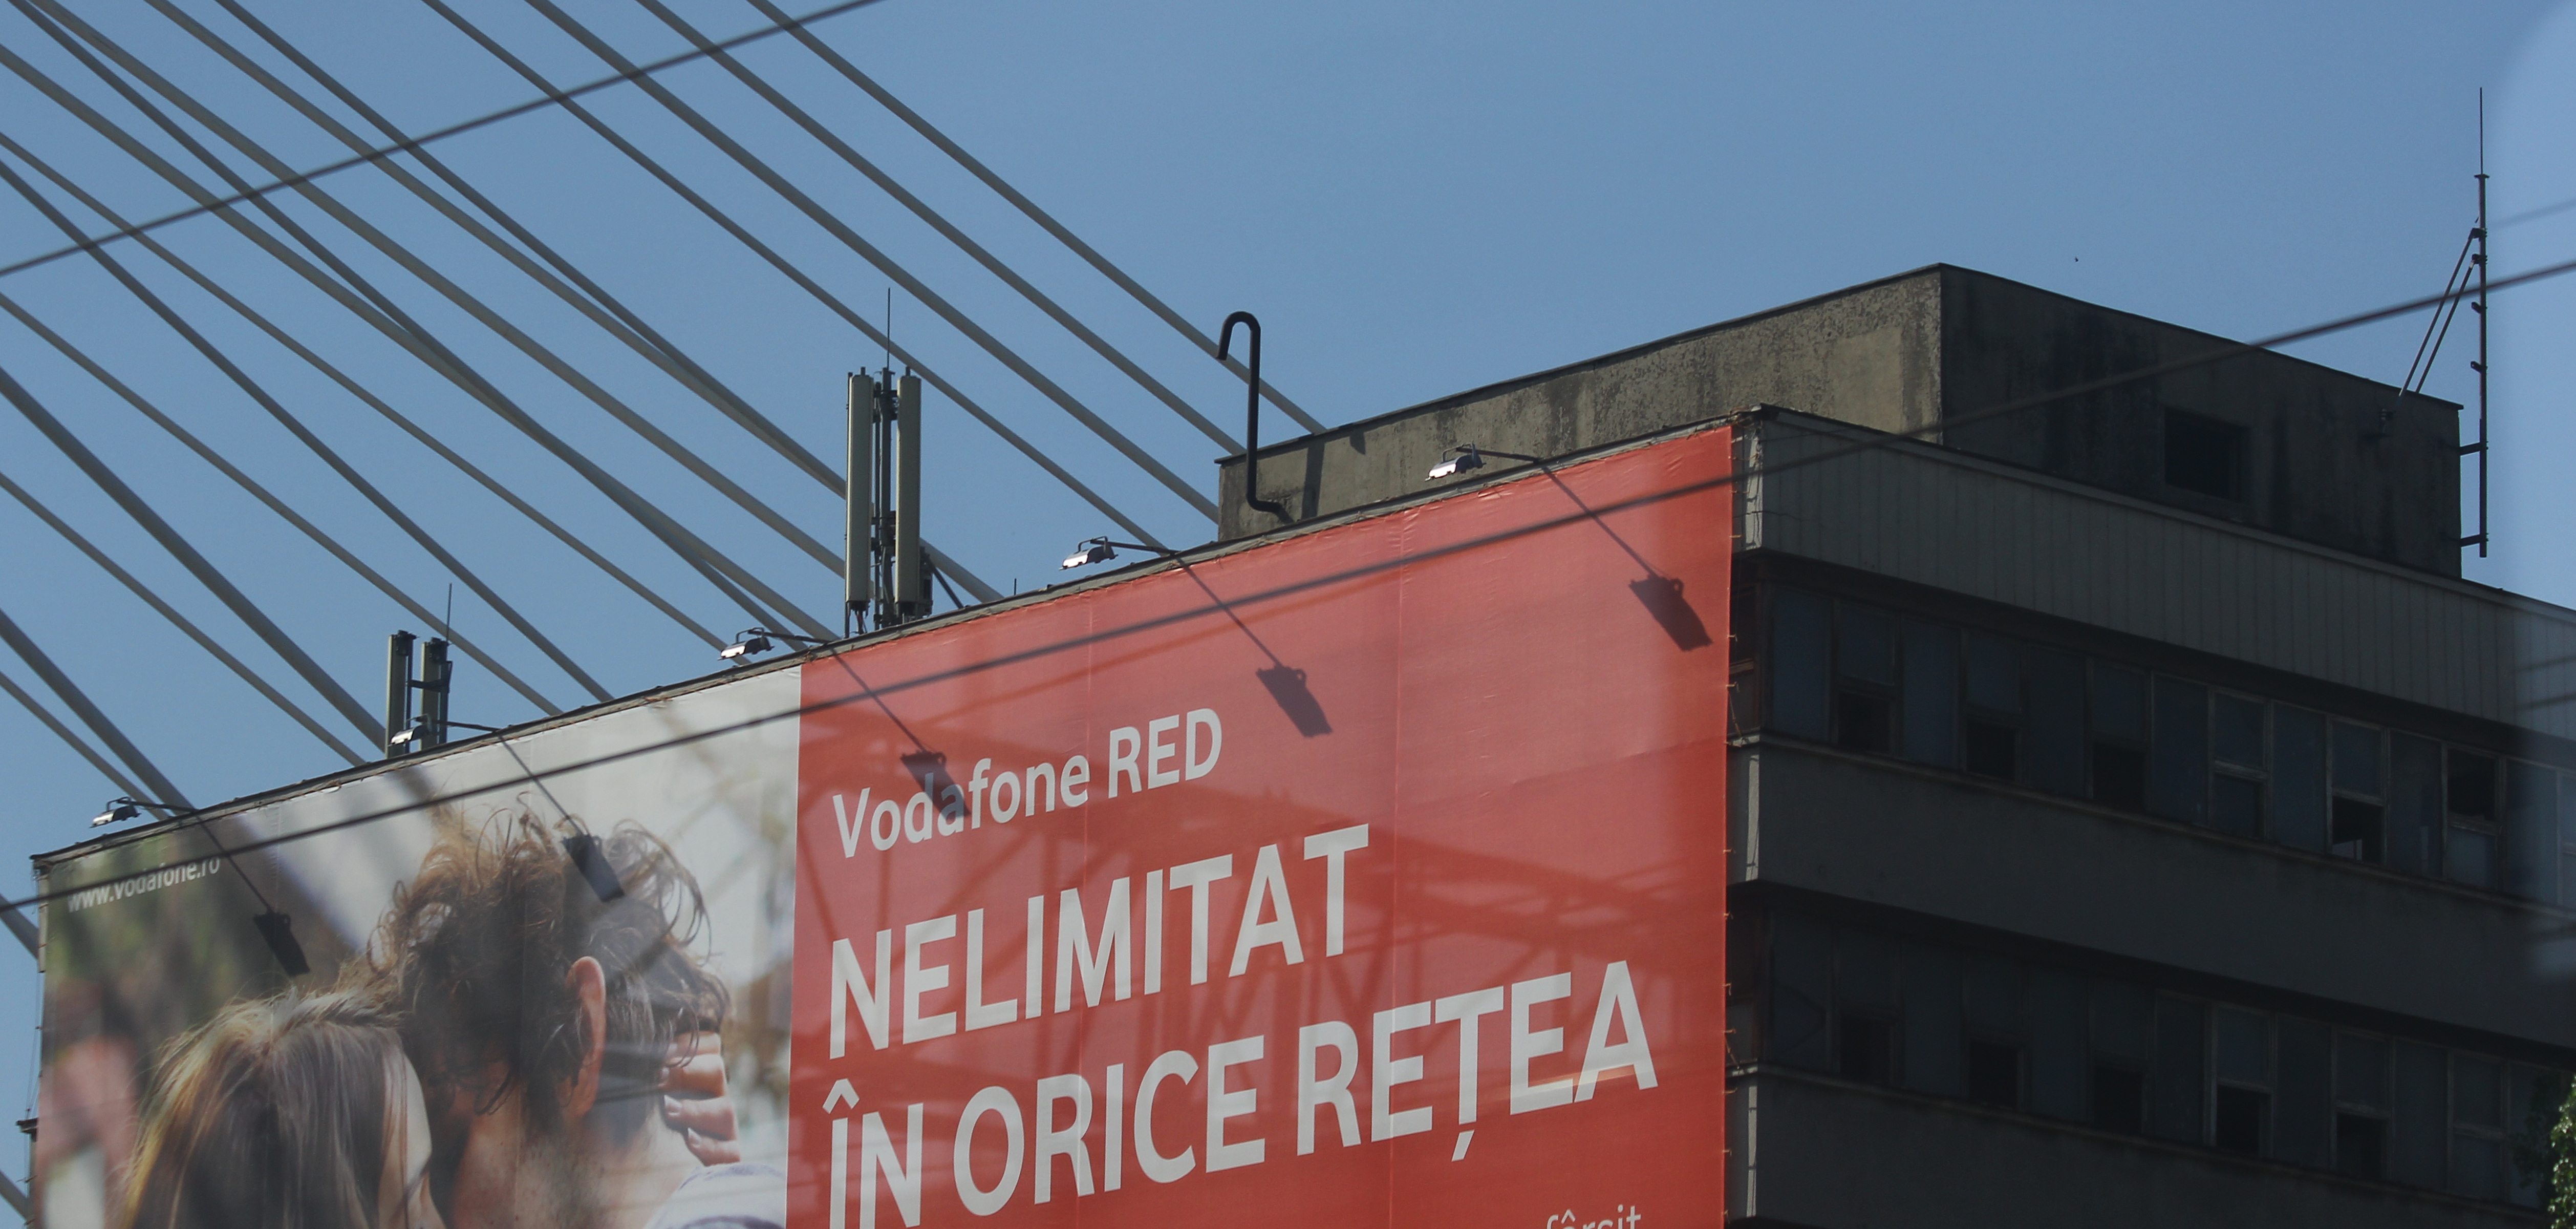 www.vodafone.ro
Vodafone RED
NELIMITAT
ÎN ORICE REȚEA